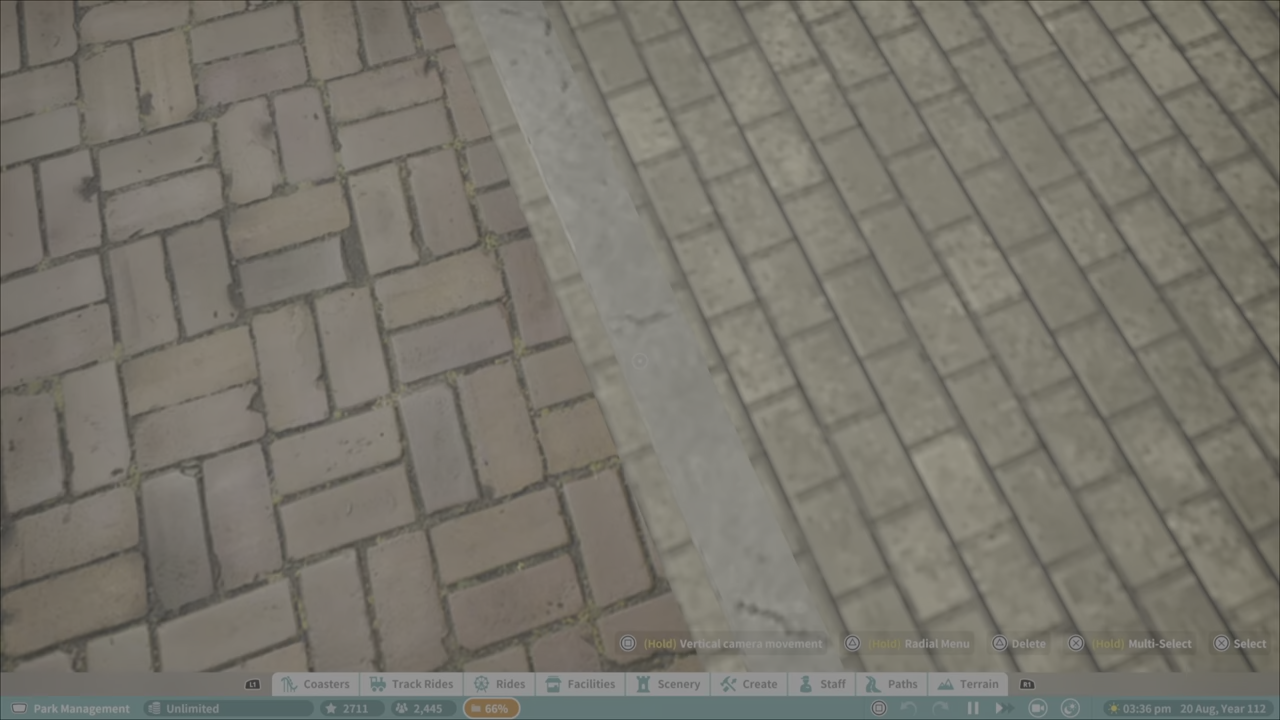 (Hold) Vertical camera movement (Hold) Radial Menu Delete (Hold) Multi-Select Select
L1 Coasters Track Rides Rides Facilities Scenery Create Staff Paths Terrain R1
Park Management Unlimited 2711 2,445 66% 03:36 pm 20 Aug, Year 112